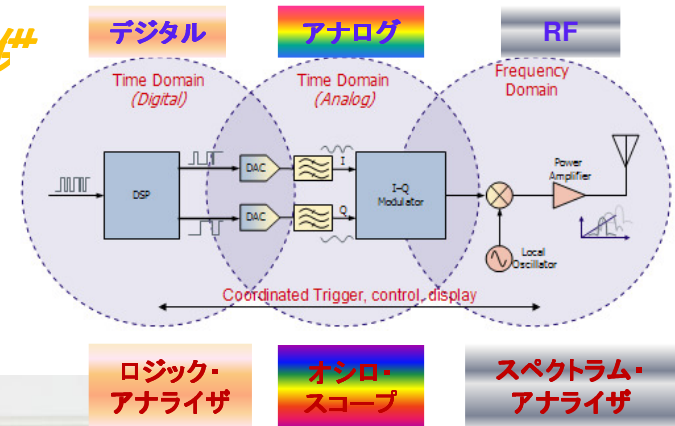 デジタル
アナログ
RF
Time Domain
(Digital)
Time Domain
(Analog)
Frequency
Domain
DSP
DAC
DAC
I
Q
I-Q
Modulator
Power
Amplifier
Local
Oscillator
Coordinated Trigger, control, display
ロジック・
アナライザ
オシロ・
スコープ
スペクトラム・
アナライザ